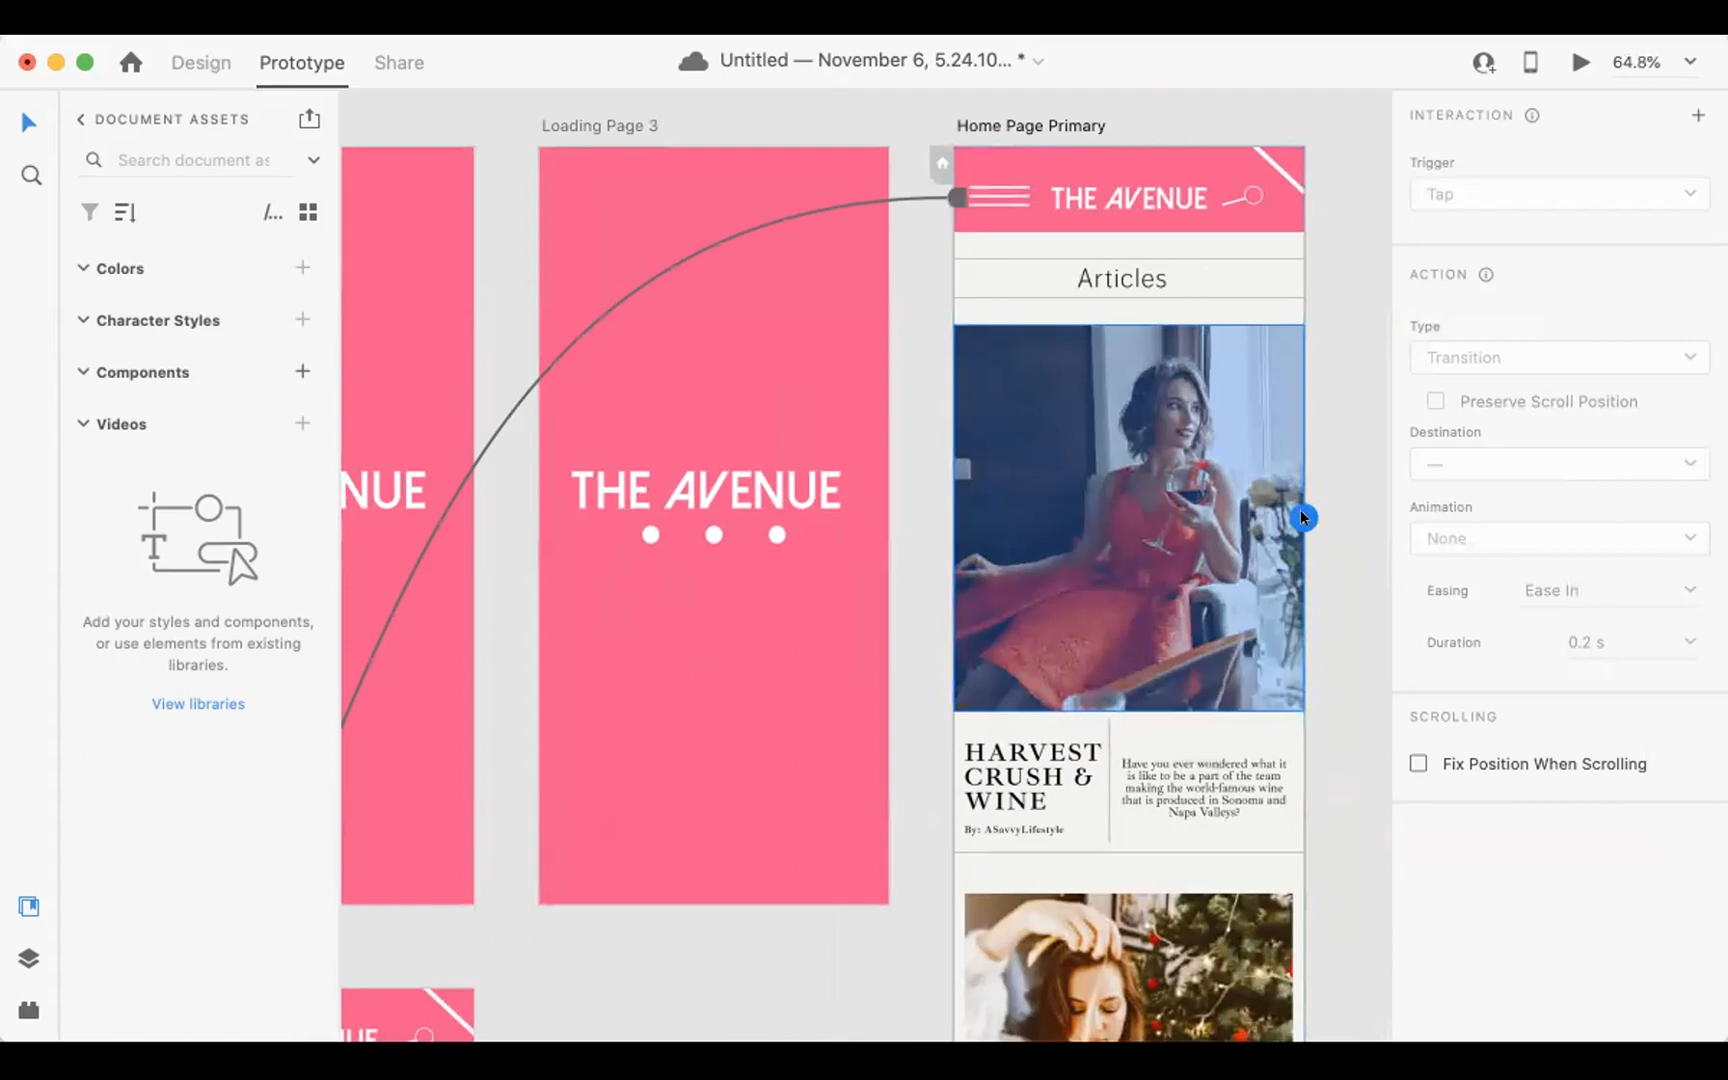 Design Prototype Share
Untitled — November 6, 5.24.10... *
64.8%
DOCUMENT ASSETS
Search document as
/...
Colors
Character Styles
Components
Videos
T
Add your styles and components,
or use elements from existing
libraries.
View libraries
NUE
Loading Page 3
THE AVENUE
Home Page Primary
THE AVENUE
Articles
HARVEST
CRUSH &
WINE
By: ASavvyLifestyle
Have you ever wondered what it
is like to be a part of the team
making the world-famous wine
that is produced in Sonoma and
Napa Valleys?
INTERACTION
Trigger
Tap
ACTION
Type
Transition
Preserve Scroll Position
Destination
—
Animation
None
Easing Ease In
Duration 0.2 s
SCROLLING
Fix Position When Scrolling